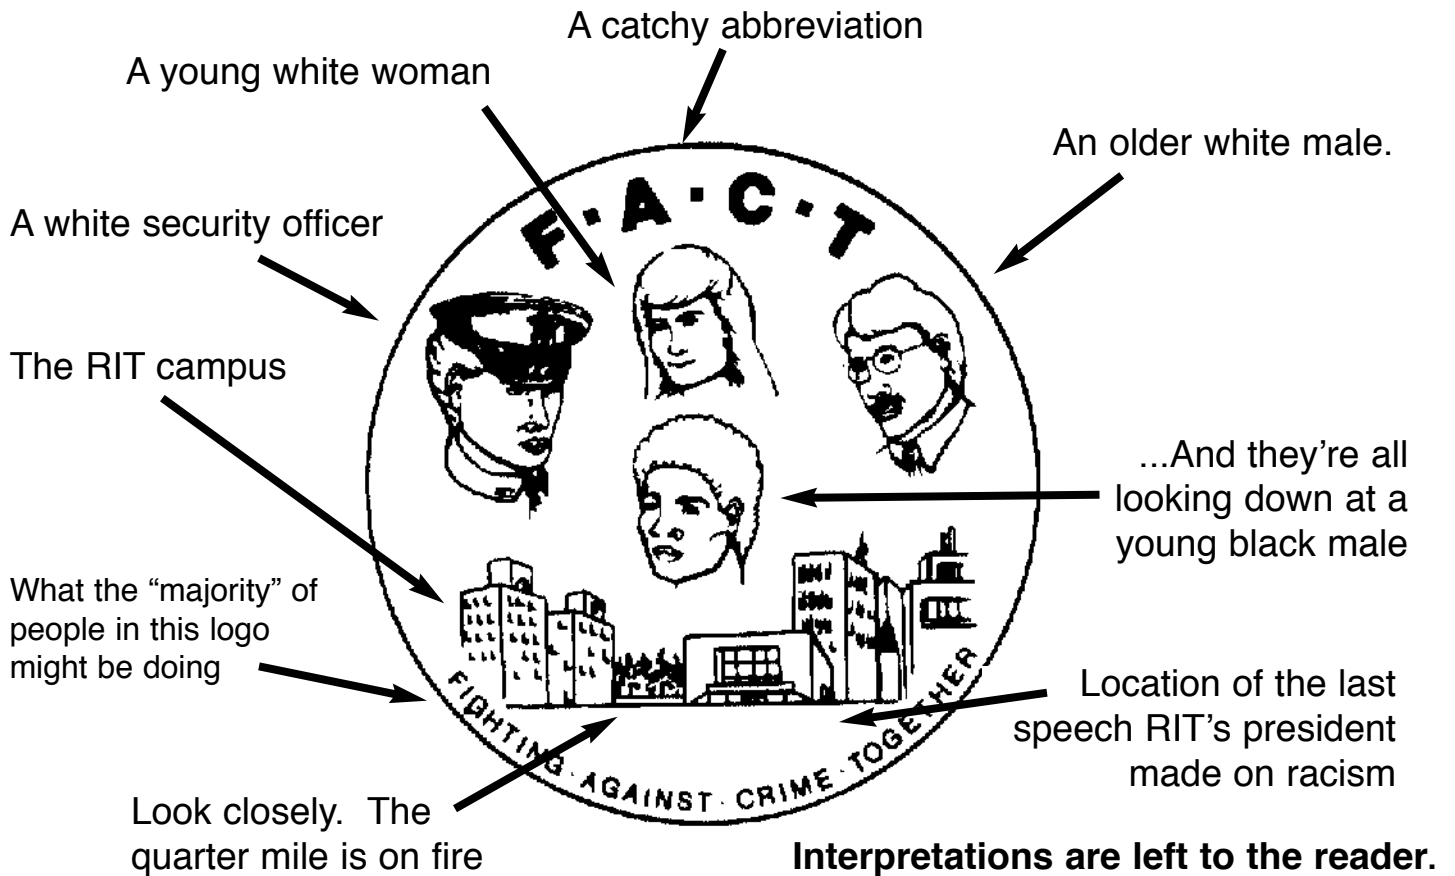 A catchy abbreviation
A young white woman
An older white male.
A white security officer
F·A·C·T
The RIT campus
...And they’re all
looking down at a
young black male
What the “majority” of
people in this logo
might be doing
FIGHTING · AGAINST · CRIME · TOGETHER
Location of the last
speech RIT’s president
made on racism
Look closely.  The
quarter mile is on fire
Interpretations are left to the reader.